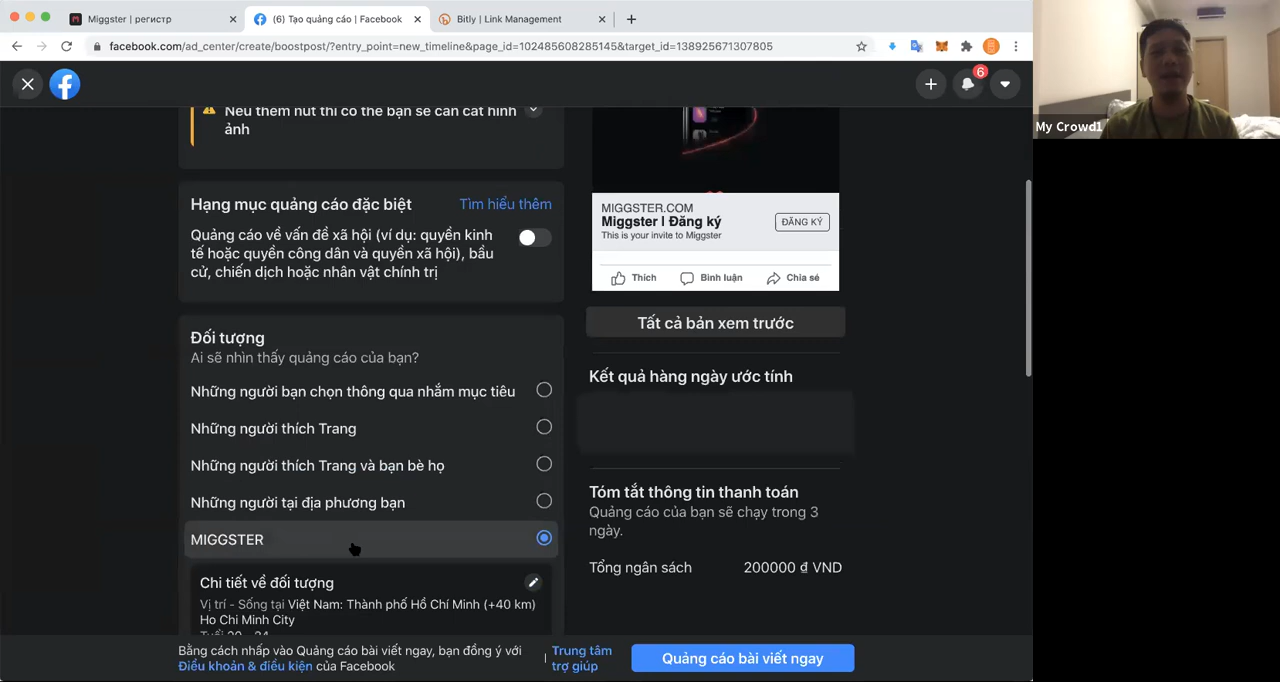 Miggster | регистр
(6) Tạo quảng cáo | Facebook
Bitly | Link Management
facebook.com/ad_center/create/boostpost/?entry_point=new_timeline&page_id=102485608285145&target_id=138925671307805
6
My Crowd1
Nếu thêm nút thì có thể bạn sẽ cần cắt hình
ảnh
Hạng mục quảng cáo đặc biệt
Tìm hiểu thêm
Quảng cáo về vấn đề xã hội (ví dụ: quyền kinh
tế hoặc quyền công dân và quyền xã hội), bầu
cử, chiến dịch hoặc nhân vật chính trị
Đối tượng
Ai sẽ nhìn thấy quảng cáo của bạn?
Những người bạn chọn thông qua nhắm mục tiêu
Những người thích Trang
Những người thích Trang và bạn bè họ
Những người tại địa phương bạn
MIGGSTER
Chi tiết về đối tượng
Vị trí - Sống tại Việt Nam: Thành phố Hồ Chí Minh (+40 km)
Ho Chi Minh City
MIGGSTER.COM
Miggster | Đăng ký
ĐĂNG KÝ
This is your invite to Miggster
Thích
Bình luận
Chia sẻ
Tất cả bản xem trước
Kết quả hàng ngày ước tính
Tóm tắt thông tin thanh toán
Quảng cáo của bạn sẽ chạy trong 3
ngày.
Tổng ngân sách
200000 ₫ VND
Bằng cách nhấp vào Quảng cáo bài viết ngay, bạn đồng ý với
Điều khoản & điều kiện của Facebook
Trung tâm
trợ giúp
Quảng cáo bài viết ngay